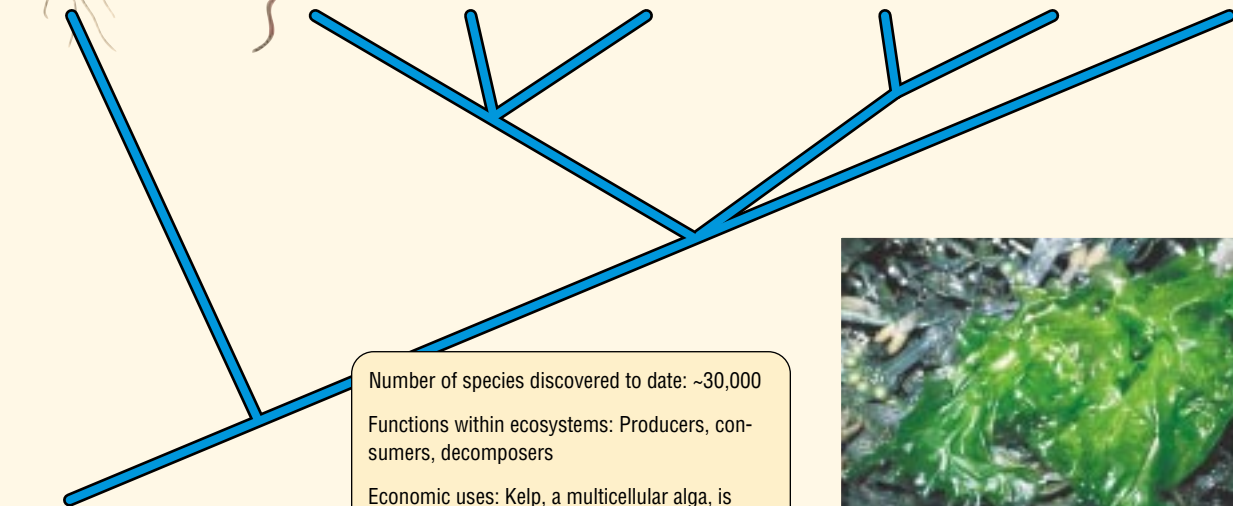 Number of species discovered to date: ~30,000
Functions within ecosystems: Producers, con-
sumers, decomposers
Economic uses: Kelp, a multicellular alga, is